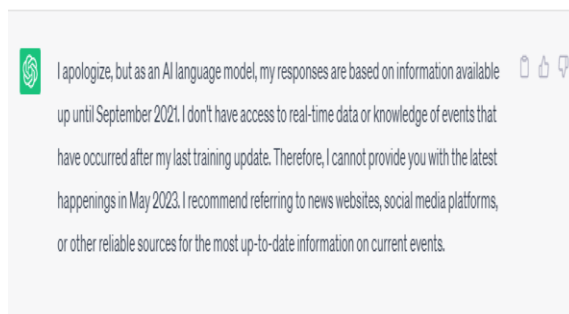 I apologize, but as an AI language model, my responses are based on information available
up until September 2021. I don't have access to real-time data or knowledge of events that
have occurred after my last training update. Therefore, I cannot provide you with the latest
happenings in May 2023. I recommend referring to news websites, social media platforms,
or other reliable sources for the most up-to-date information on current events.